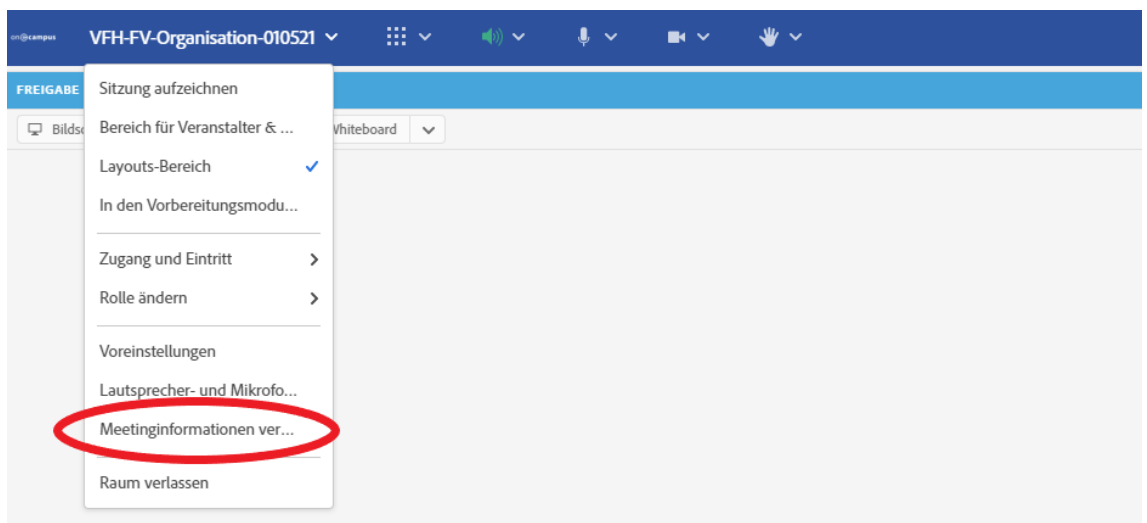 on@campus VFH-FV-Organisation-010521
Sitzung aufzeichnen
FREIGABE
Bereich für Veranstalter & ...
Bildsc Whiteboard
Layouts-Bereich
In den Vorbereitungsmodu...
Zugang und Eintritt
Rolle ändern
Voreinstellungen
Lautsprecher- und Mikrofo...
Meetinginformationen ver...
Raum verlassen